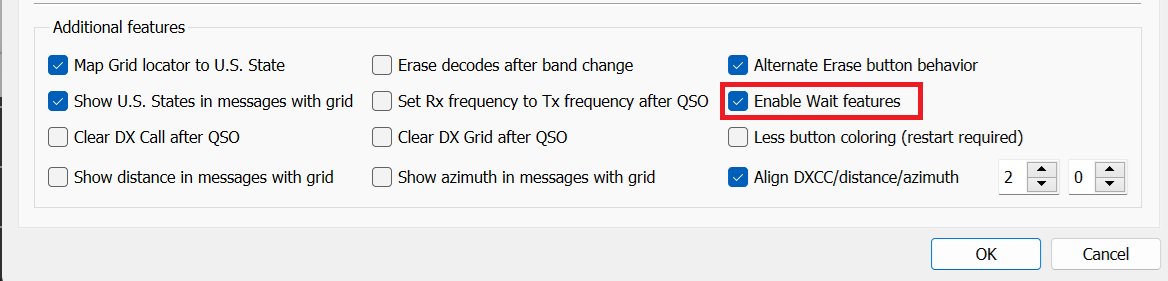 Additional features
Map Grid locator to U.S. State Erase decodes after band change Alternate Erase button behavior
Show U.S. States in messages with grid Set Rx frequency to Tx frequency after QSO Enable Wait features
Clear DX Call after QSO Clear DX Grid after QSO Less button coloring (restart required)
Show distance in messages with grid Show azimuth in messages with grid Align DXCC/distance/azimuth 2 0
OK Cancel